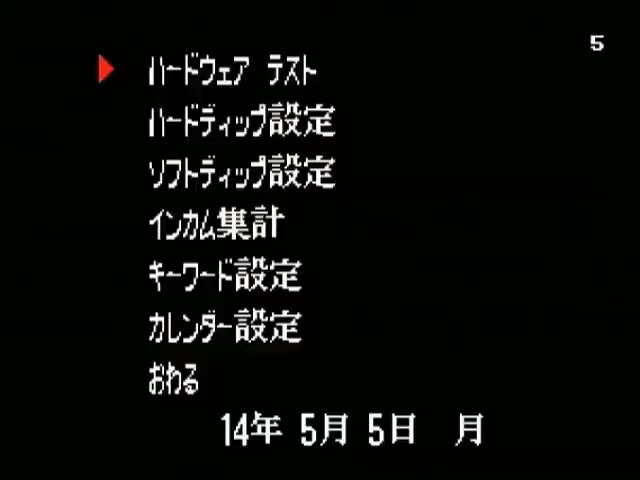 5
ハードウェア テスト
ハードディップ設定
ソフトディップ設定
インカム集計
キーワード設定
カレンダー設定
おわる
14年 5月 5日 月